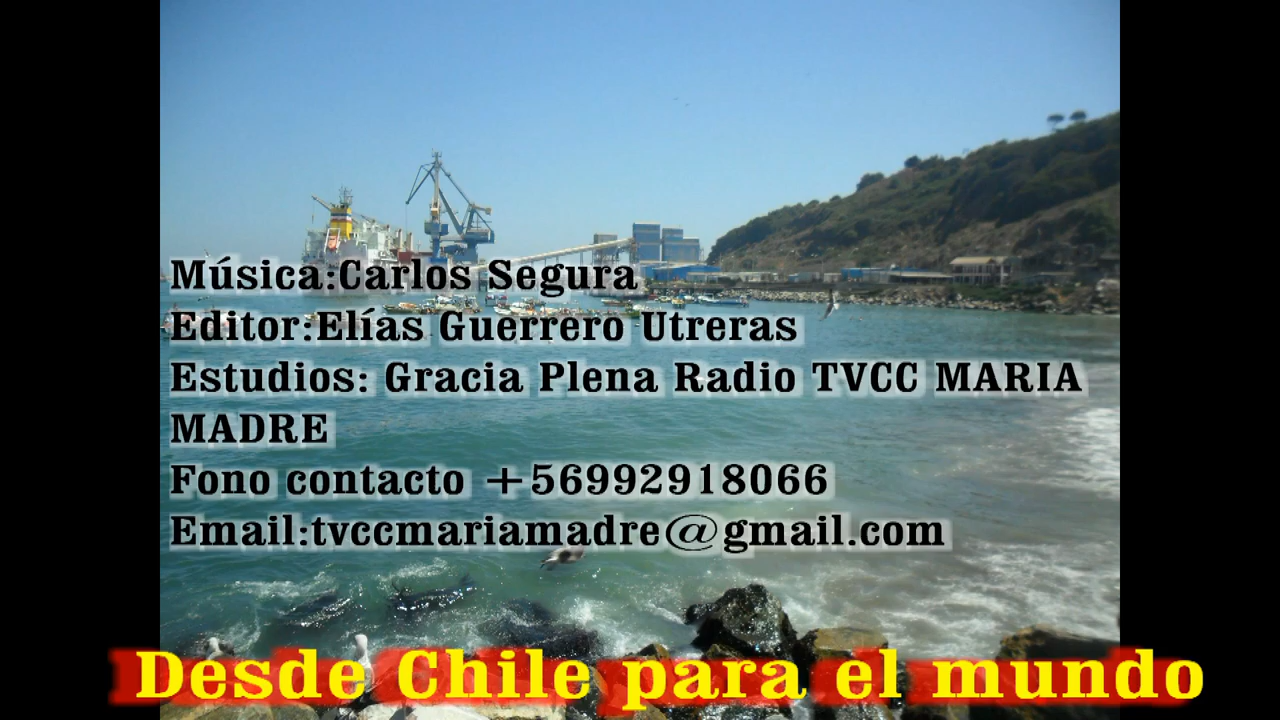 Música:Carlos Segura
Editor:Elías Guerrero Utreras
Estudios: Gracia Plena Radio TVCC MARIA
MADRE
Fono contacto +56992918066
Email:tvccmariamadre@gmail.com
Desde Chile para el mundo